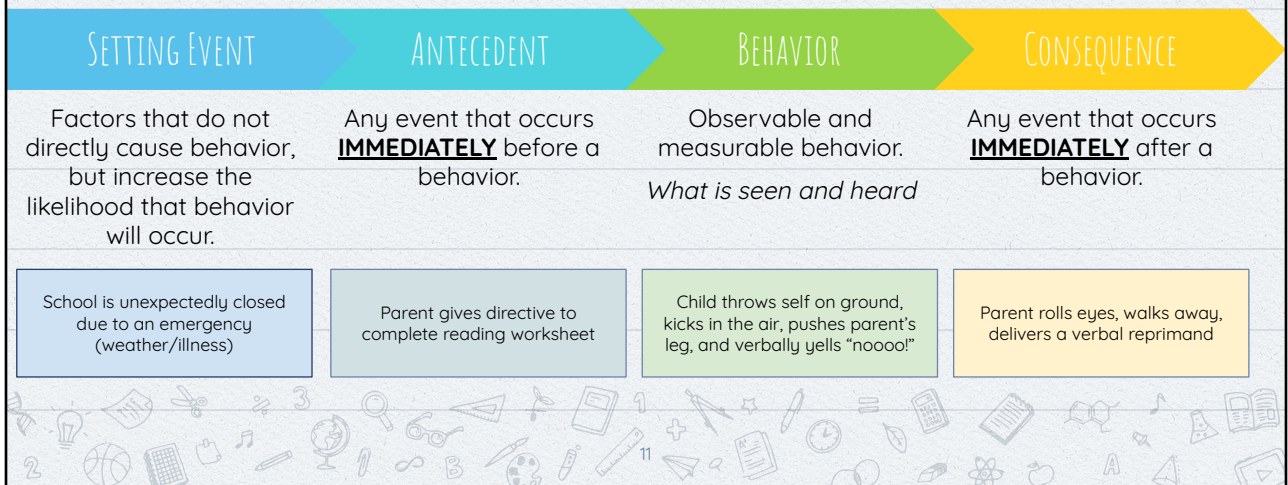 SETTING EVENT
ANTECEDENT
BEHAVIOR
CONSEQUENCE
Factors that do not
directly cause behavior,
but increase the
likelihood that behavior
will occur.
Any event that occurs
IMMEDIATELY before a
behavior.
Observable and
measurable behavior.
What is seen and heard
Any event that occurs
IMMEDIATELY after a
behavior.
School is unexpectedly closed
due to an emergency
(weather/illness)
Parent gives directive to
complete reading worksheet
Child throws self on ground,
kicks in the air, pushes parent’s
leg, and verbally yells “noooo!”
Parent rolls eyes, walks away,
delivers a verbal reprimand
3
1
2
B
A
11